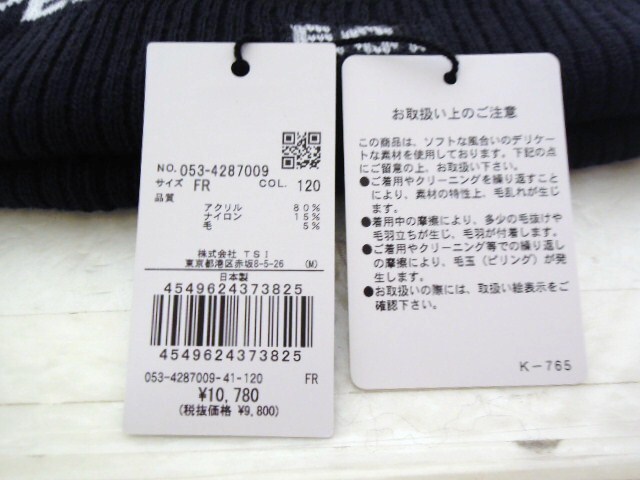 NO. 053-4287009
サイズ FR COL. 120
品質
アクリル 80%
ナイロン 15%
毛 5%
株式会社 TSI
東京都港区赤坂8-5-26 (M)
日本製
4549624373825
4549624373825
053-4287009-41-120 FR
¥10,780
(税抜価格 ¥9,800)
お取扱い上のご注意
この商品は、ソフトな風合いのデリケー
トな素材を使用しております。下記の点
にご留意の上、お取扱い下さい。
●ご着用やクリーニングを繰り返すこと
により、素材の特性上、毛乱れが生じ
ます。
●着用中の摩擦により、多少の毛抜けや
毛羽立ちが生じ、毛羽が付着します。
●ご着用やクリーニング等での繰り返し
の摩擦により、毛玉（ピリング）が発
生します。
●お取扱いの際には、取扱い絵表示をご
確認下さい。
K-765